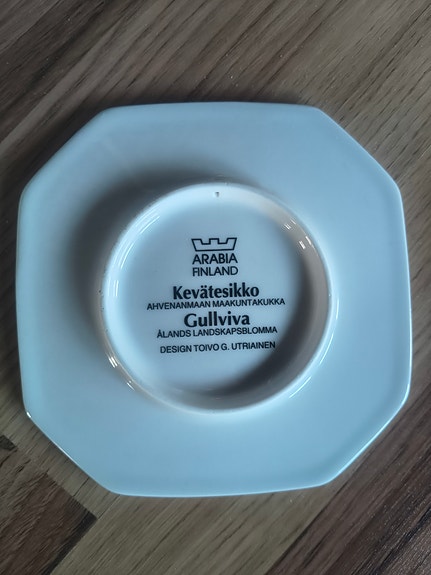 ARABIA
FINLAND
Kevätesikko
AHVENANMAAN MAAKUNTAKUKKA
Gullviva
ÅLANDS LANDSKAPSBLOMMA
DESIGN TOIVO G. UTRIAINEN